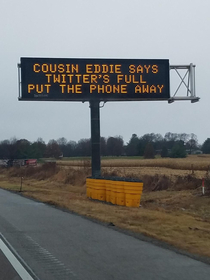 COUSIN EDDIE SAYS
TWITTER'S FULL
PUT THE PHONE AWAY